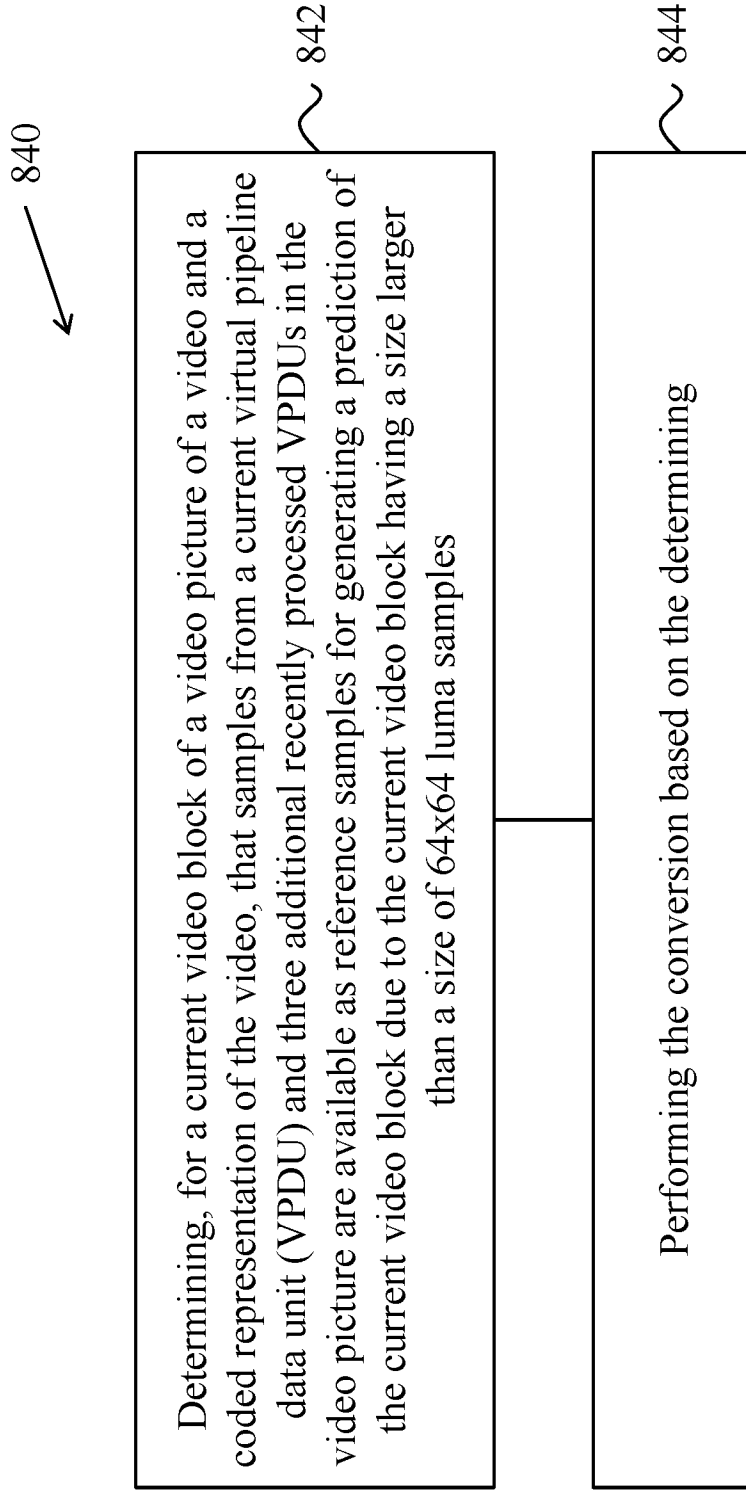 840
Determining, for a current video block of a video picture of a video and a
coded representation of the video, that samples from a current virtual pipeline
data unit (VPDU) and three additional recently processed VPDUs in the
video picture are available as reference samples for generating a prediction of
the current video block due to the current video block having a size larger
than a size of 64x64 luma samples
842
Performing the conversion based on the determining
844